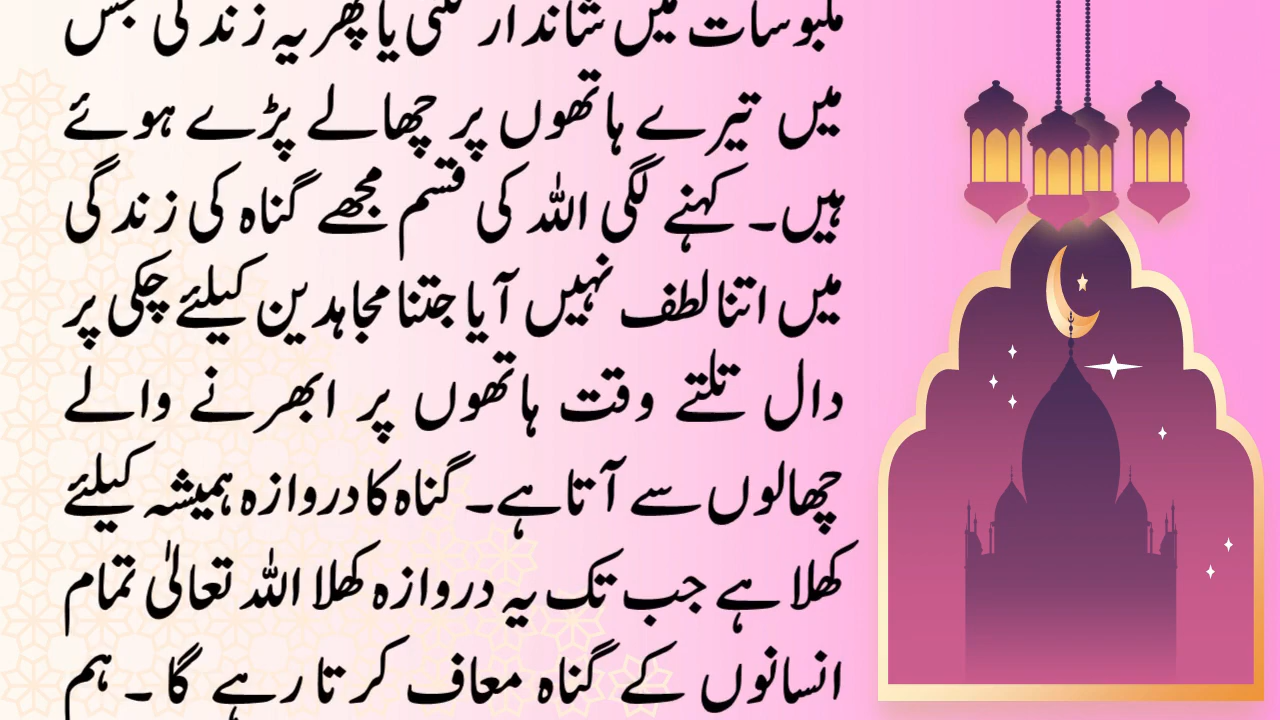 ملبوسات میں شاندار لگتی یا پھر یہ زندگی جس
میں تیرے ہاتھوں پر چھالے پڑے ہوئے
ہیں۔ کہنے لگی اللہ کی قسم مجھے گناہ کی زندگی
میں اتنا لطف نہیں آیا جتنا مجاہدین کیلئے چکی پر
دال تلتے وقت ہاتھوں پر ابھرنے والے
چھالوں سے آتا ہے۔ گناہ کا دروازہ ہمیشہ کیلئے
کھلا ہے جب تک یہ دروازہ کھلا اللہ تعالیٰ تمام
انسانوں کے گناہ معاف کرتا رہے گا۔ ہم